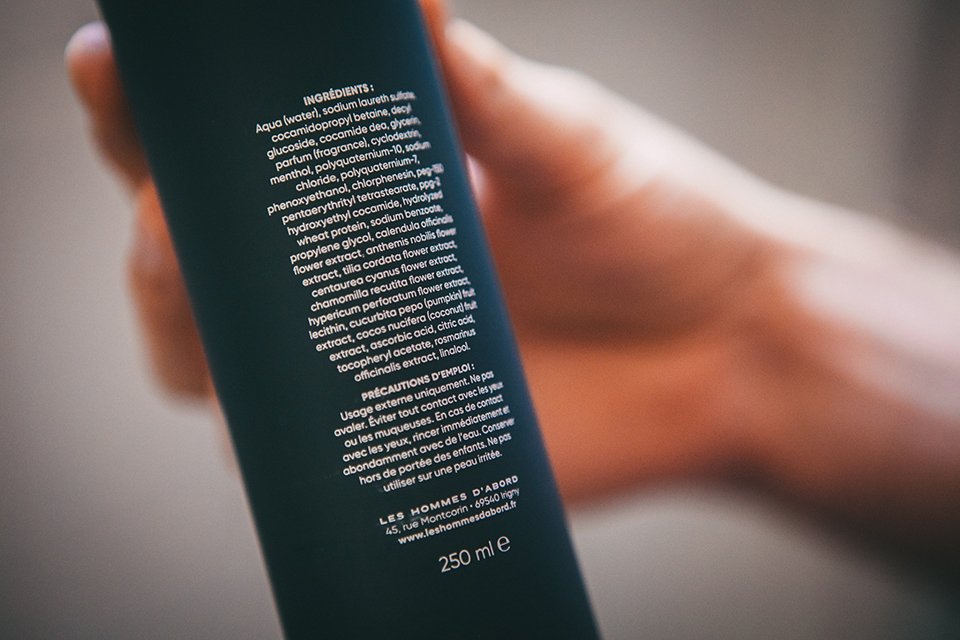 INGRÉDIENTS :
Aqua (water), sodium laureth sulfate,
cocamidopropyl betaine, decyl
glucoside, cocamide dea, glycerin,
parfum (fragrance), cyclodextrin,
menthol, polyquaternium-10, sodium
chloride, polyquaternium-7,
phenoxyethanol, chlorphenesin, peg-150
pentaerythrityl tetrastearate, ppg-2
hydroxyethyl cocamide, hydrolyzed
wheat protein, sodium benzoate,
propylene glycol, calendula officinalis
flower extract, anthemis nobilis flower
extract, tilia cordata flower extract,
centaurea cyanus flower extract,
chamomilla recutita flower extract,
hypericum perforatum flower extract,
lecithin, cucurbita pepo (pumpkin) fruit
extract, cocos nucifera (coconut) fruit
extract, ascorbic acid, citric acid,
tocopheryl acetate, rosmarinus
officinalis extract, linalool.
PRÉCAUTIONS D'EMPLOI :
Usage externe uniquement. Ne pas
avaler. Éviter tout contact avec les yeux
ou les muqueuses. En cas de contact
avec les yeux, rincer immédiatement et
abondamment avec de l'eau. Conserver
hors de portée des enfants. Ne pas
utiliser sur une peau irritée.
LES HOMMES D'ABORD
45, rue Montcorin • 69540 Irigny
www.leshommesdabord.fr
250 ml ℮